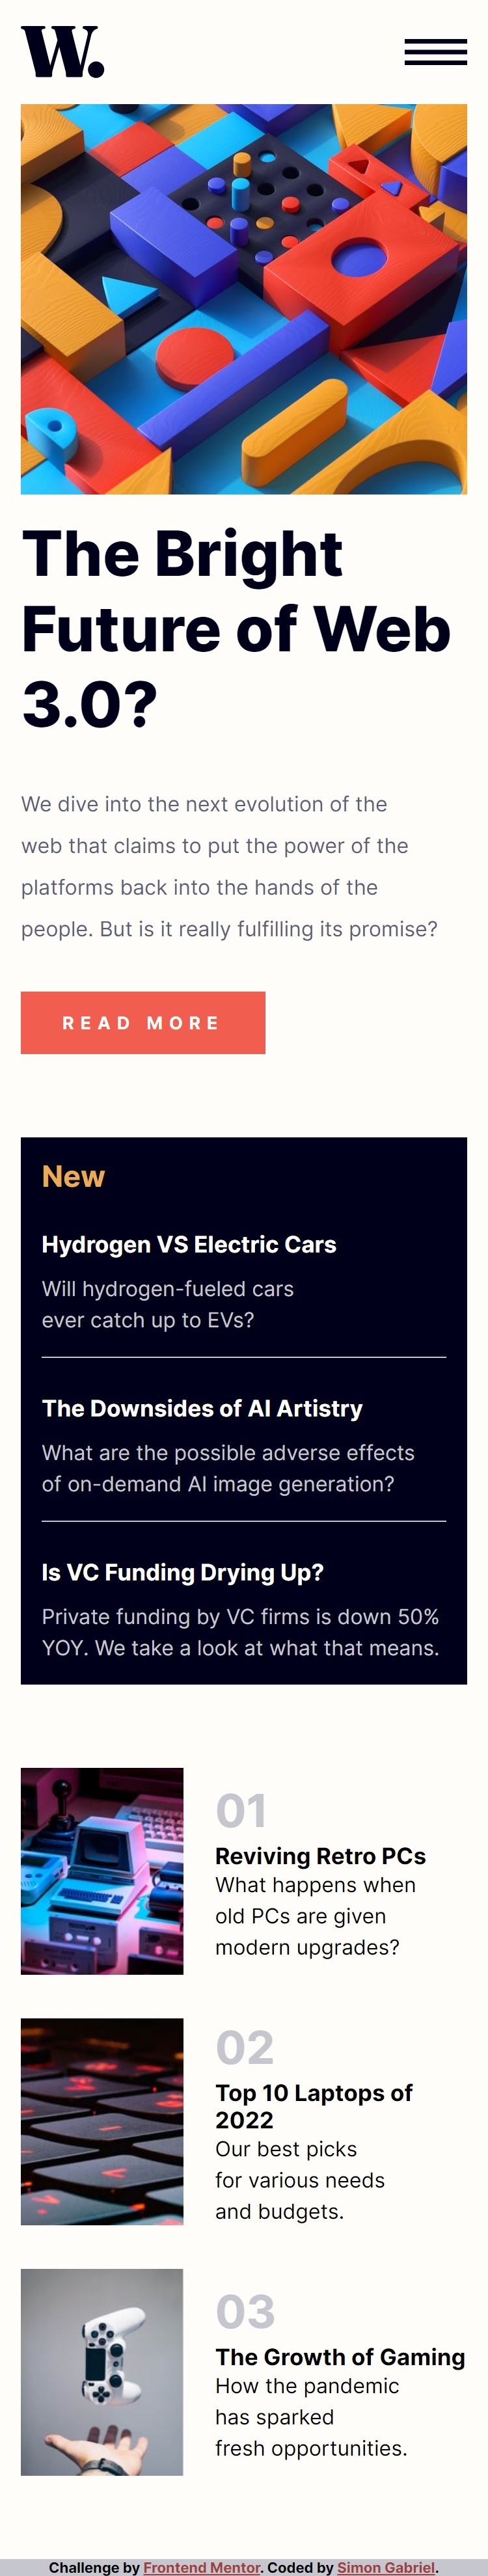 W.
The Bright
Future of Web
3.0?
We dive into the next evolution of the
web that claims to put the power of the
platforms back into the hands of the
people. But is it really fulfilling its promise?
READ MORE
New
Hydrogen VS Electric Cars
Will hydrogen-fueled cars
ever catch up to EVs?
The Downsides of AI Artistry
What are the possible adverse effects
of on-demand AI image generation?
Is VC Funding Drying Up?
Private funding by VC firms is down 50%
YOY. We take a look at what that means.
01
Reviving Retro PCs
What happens when
old PCs are given
modern upgrades?
02
Top 10 Laptops of
2022
Our best picks
for various needs
and budgets.
03
The Growth of Gaming
How the pandemic
has sparked
fresh opportunities.
Challenge by Frontend Mentor. Coded by Simon Gabriel.